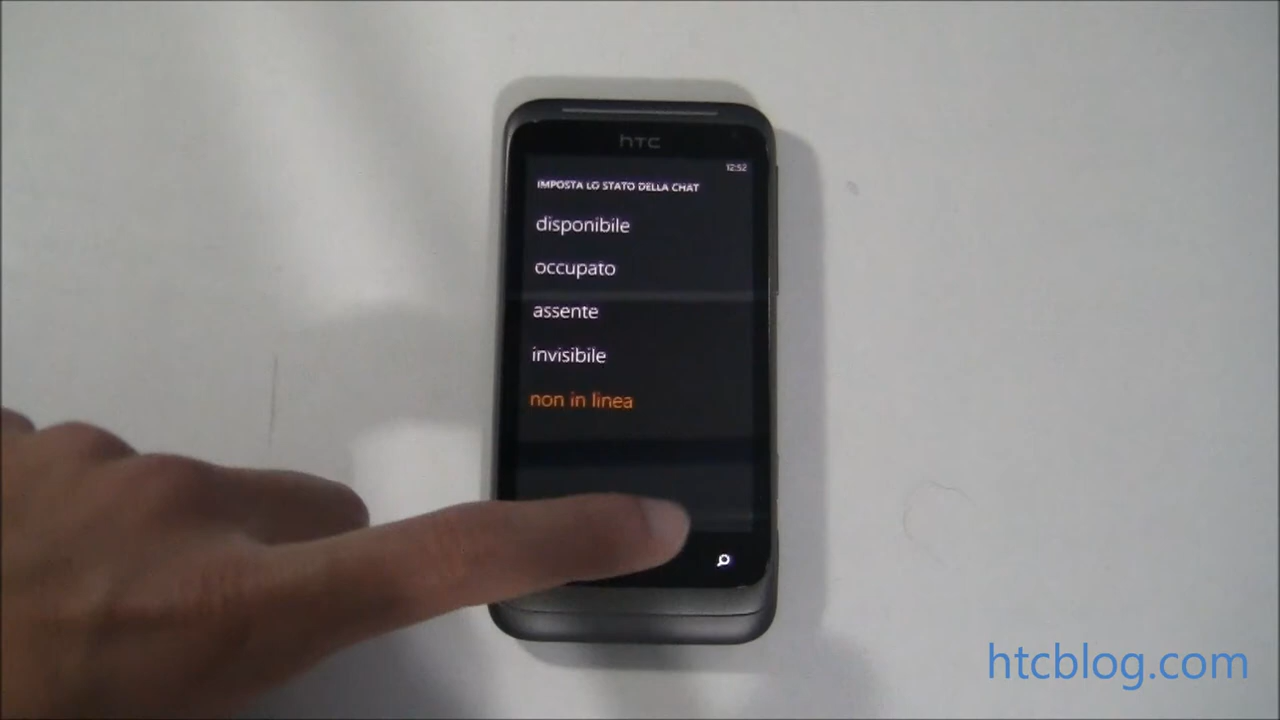 hTC
12:52
IMPOSTA LO STATO DELLA CHAT
disponibile
occupato
assente
invisibile
non in linea
htcblog.com